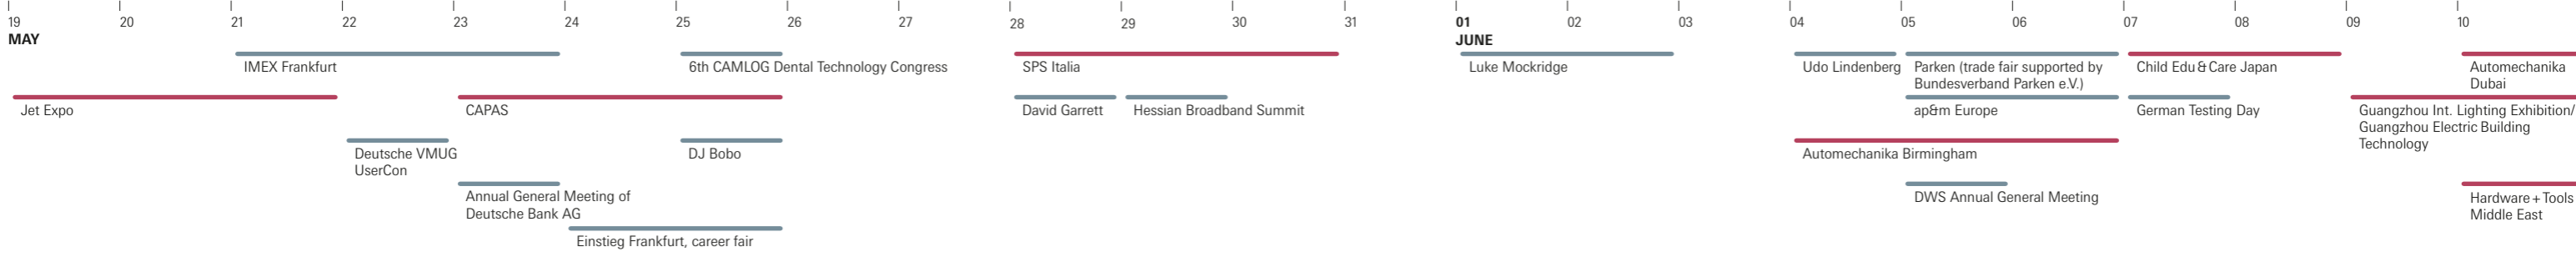 19 20 21 22 23 24 25 26 27 28 29 30 31 01 02 03 04 05 06 07 08 09 10
MAY JUNE
IMEX Frankfurt 6th CAMLOG Dental Technology Congress SPS Italia Luke Mockridge Udo Lindenberg Parken (trade fair supported by Child Edu & Care Japan Automechanika
Bundesverband Parken e.V.) Dubai
Jet Expo CAPAS David Garrett Hessian Broadband Summit ap&m Europe German Testing Day Guangzhou Int. Lighting Exhibition/
Guangzhou Electric Building
Technology
Deutsche VMUG DJ Bobo Automechanika Birmingham
UserCon
Annual General Meeting of DWS Annual General Meeting Hardware + Tools
Deutsche Bank AG Middle East
Einstieg Frankfurt, career fair